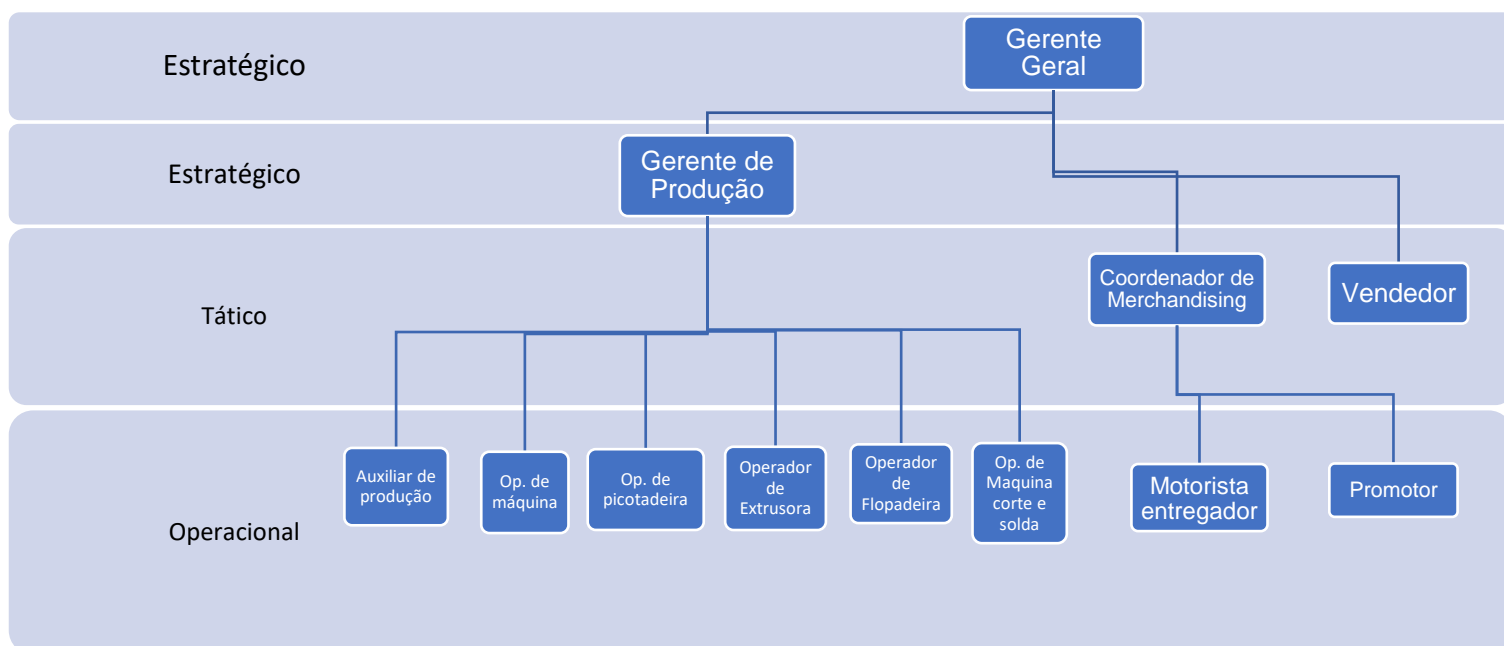 Estratégico
Gerente
Geral
Estratégico
Gerente de
Produção
Tático
Coordenador de
Merchandising
Vendedor
Operacional
Auxiliar de
produção
Op. de
máquina
Op. de
picotadeira
Operador
de
Extrusora
Operador
de
Flopadeira
Op. de
Maquina
corte e
solda
Motorista
entregador
Promotor